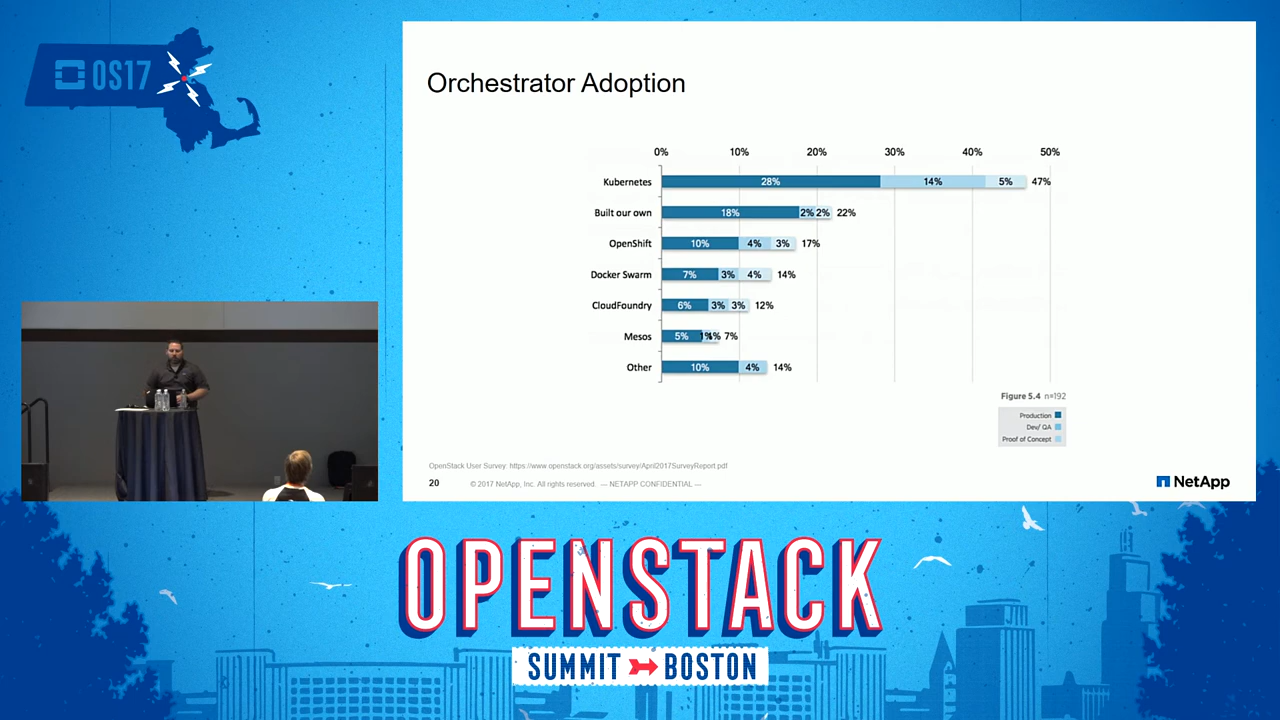 OS17
Orchestrator Adoption
0% 10% 20% 30% 40% 50%
Kubernetes 28% 14% 5% 47%
Built our own 18% 2% 2% 22%
OpenShift 10% 4% 3% 17%
Docker Swarm 7% 3% 4% 14%
CloudFoundry 6% 3% 3% 12%
Mesos 5% 1% 1% 7%
Other 10% 4% 14%
Figure 5.4 n=192
Production
Dev/ QA
Proof of Concept
OpenStack User Survey: https://www.openstack.org/assets/survey/April2017SurveyReport.pdf
20 © 2017 NetApp, Inc. All rights reserved. — NETAPP CONFIDENTIAL —
NetApp
OPENSTACK
SUMMIT BOSTON